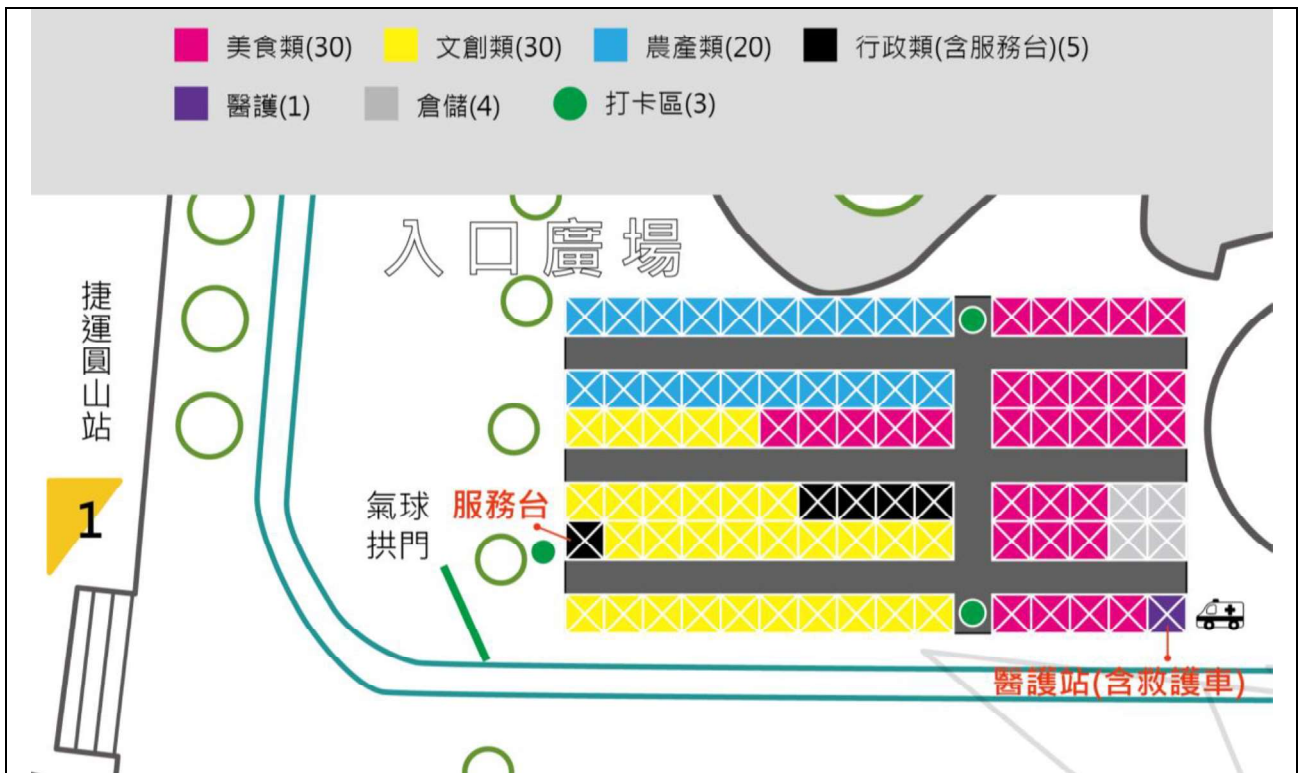 美食類(30) 文創類(30) 農產類(20) 行政類(含服務台)(5)
醫護(1) 倉儲(4) 打卡區(3)
入口廣場
捷運圓山站
1
氣球
拱門
服務台
醫護站(含救護車)